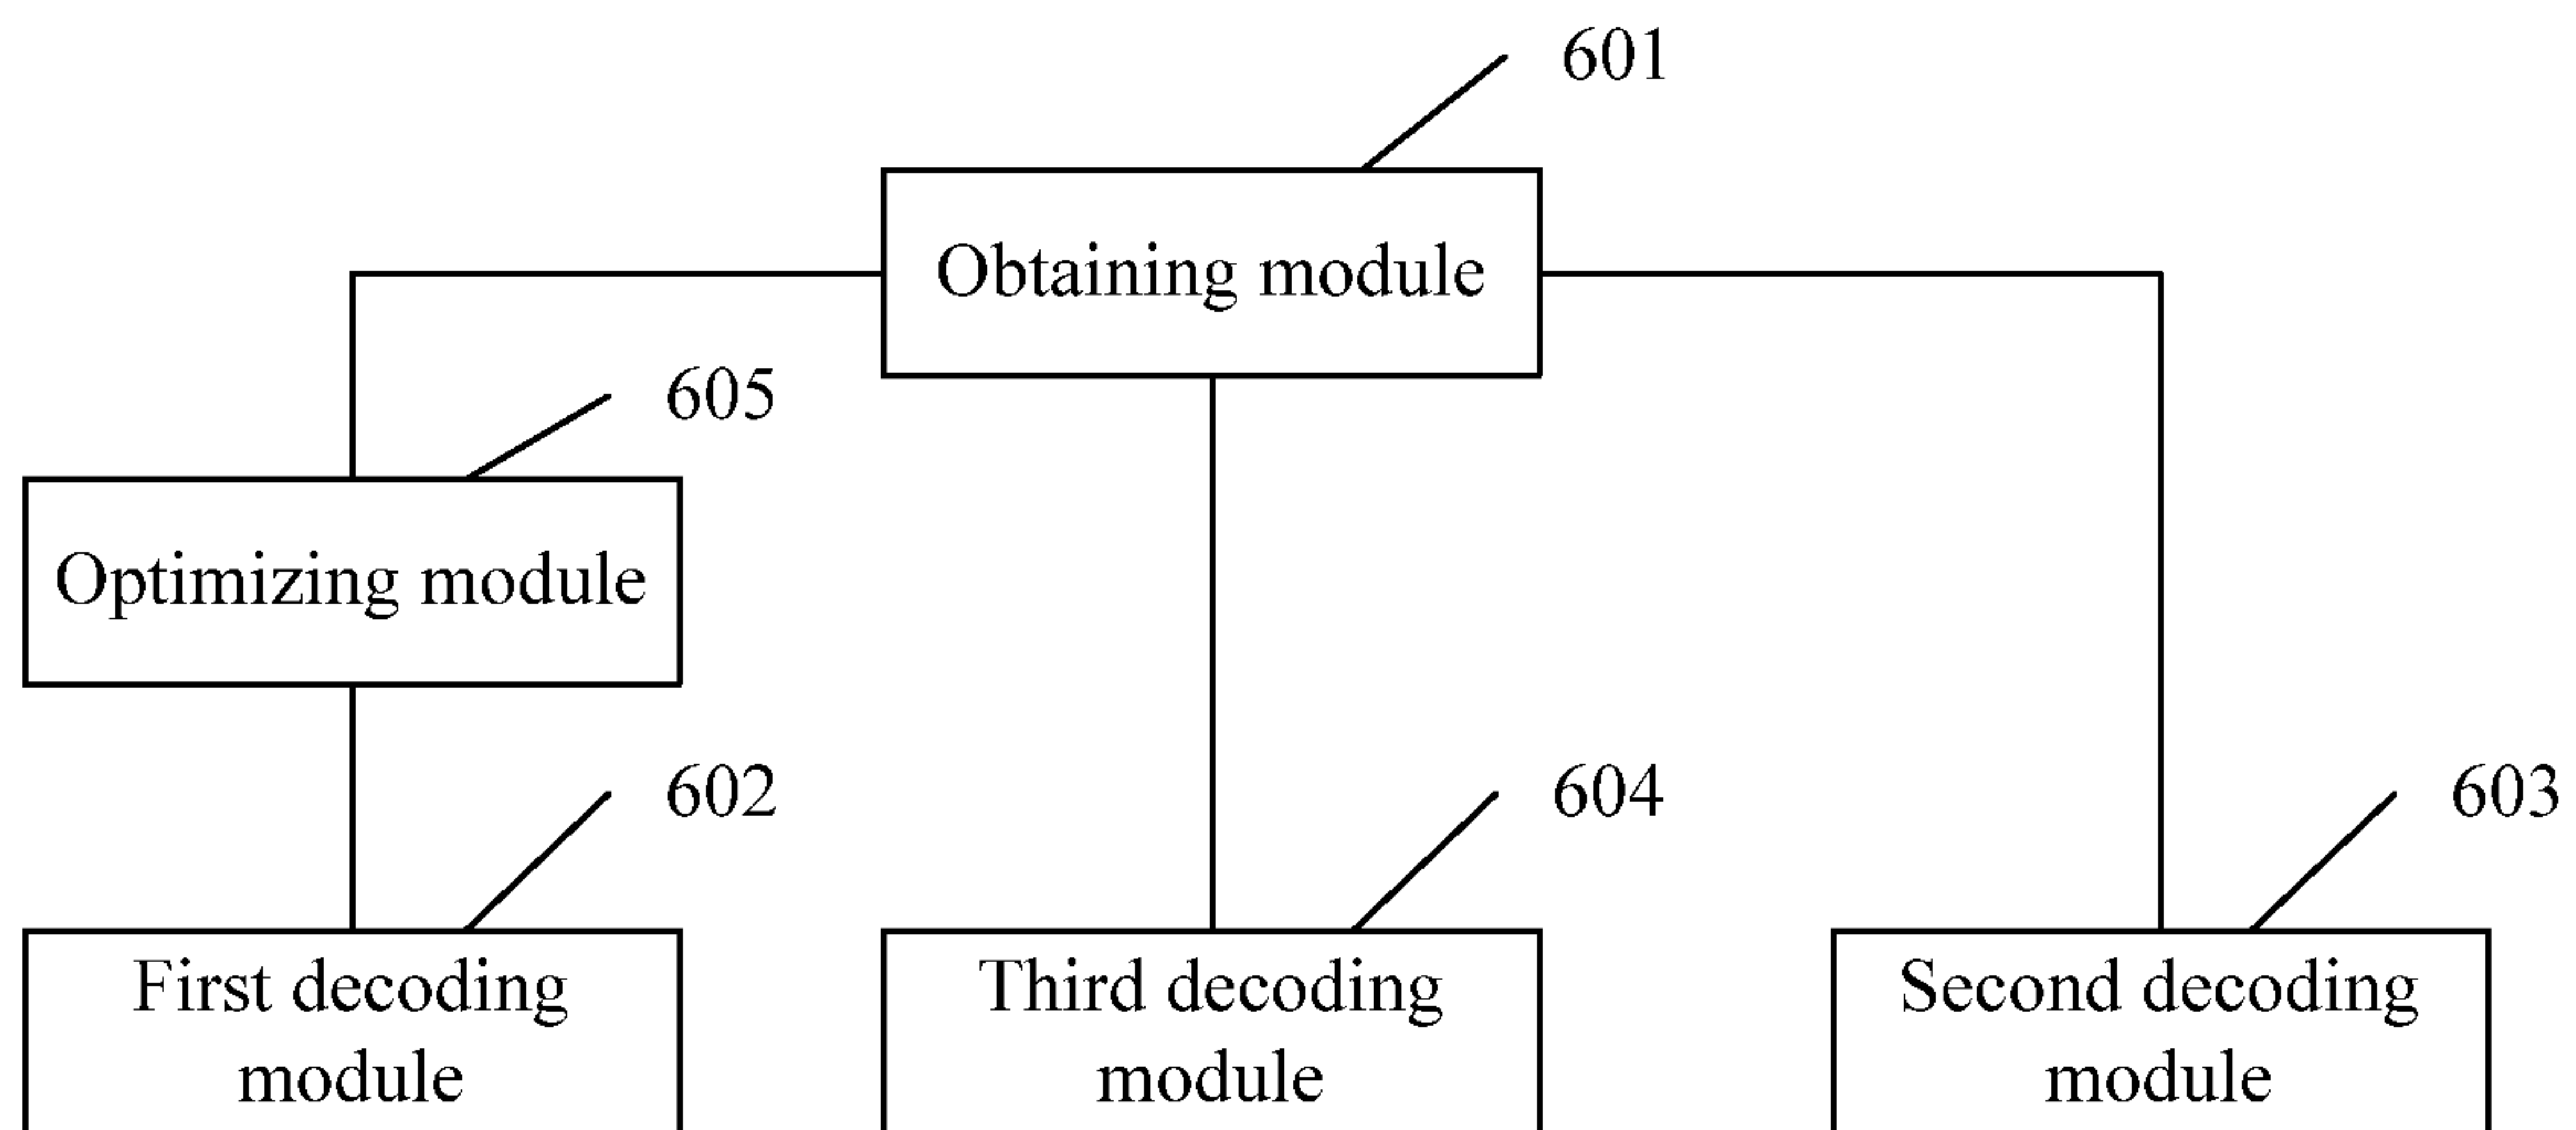 601
Obtaining module
605
Optimizing module
602
604
603
First decoding
module
Third decoding
module
Second decoding
module